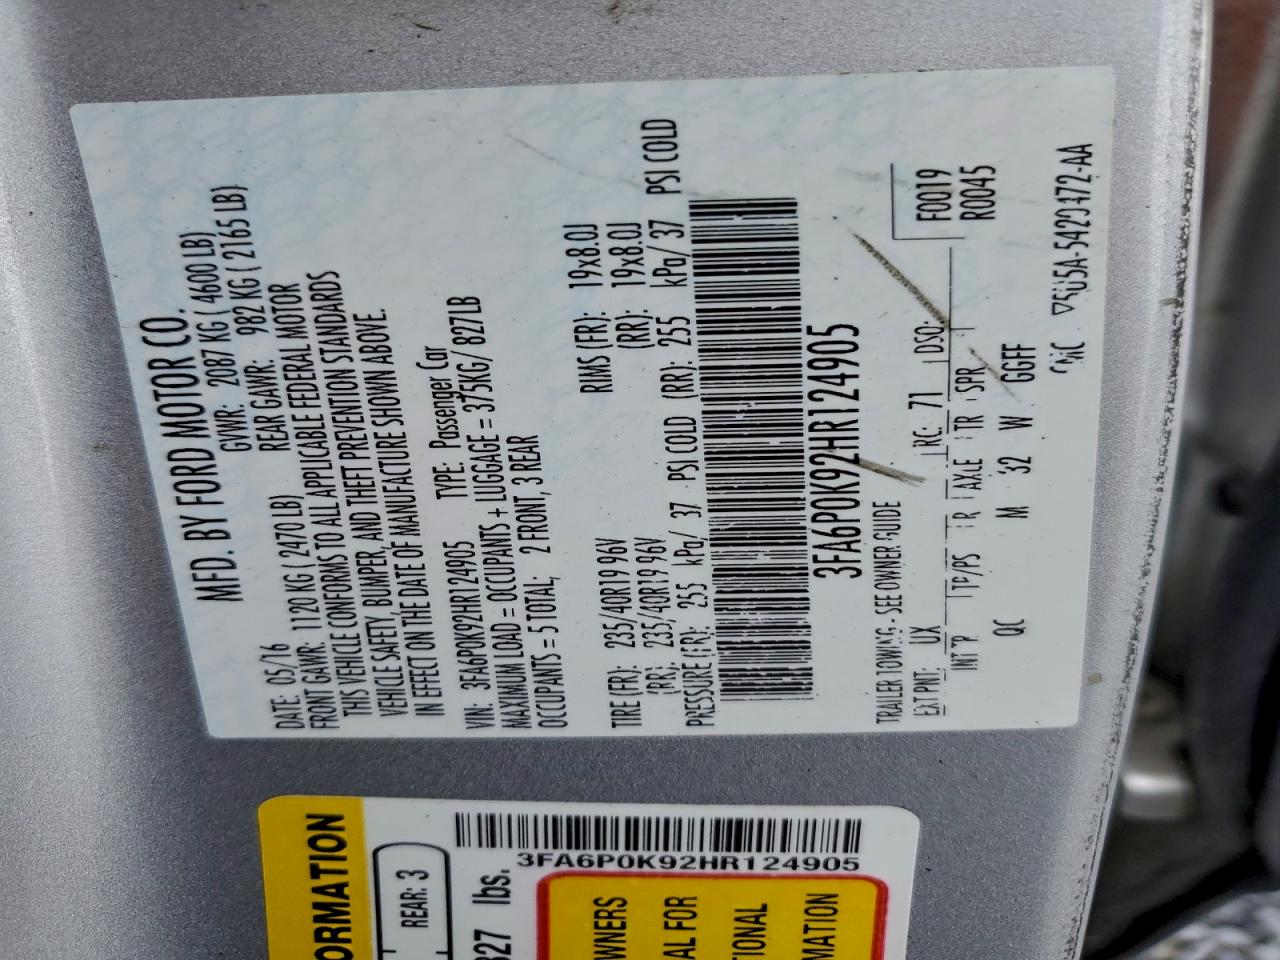 MFD. BY FORD MOTOR CO.
DATE: 05/16 GVWR: 2087 KG ( 4600 LB)
FRONT GAWR: 1120 KG ( 2470 LB) REAR GAWR: 982 KG ( 2165 LB)
THIS VEHICLE CONFORMS TO ALL APPLICABLE FEDERAL MOTOR
VEHICLE SAFETY, BUMPER, AND THEFT PREVENTION STANDARDS
IN EFFECT ON THE DATE OF MANUFACTURE SHOWN ABOVE.
VIN: 3FA6P0K92HR124905 TYPE: Passenger Car
MAXIMUM LOAD = OCCUPANTS + LUGGAGE = 375KG/ 827LB
OCCUPANTS = 5 TOTAL, 2 FRONT, 3 REAR
TIRE (FR): 235/40R19 96V RIMS (FR): 19x8.0J
(RR): 235/40R19 96V (RR): 19x8.0J
PRESSURE (FR): 255 kPa/ 37 PSI COLD (RR): 255 kPa/ 37 PSI COLD
3FA6P0K92HR124905
TRAILER TOWING - SEE OWNER GUIDE
F0019
R0045
EXT PNT: UX RC: 71 DSO:
INT TR TP/PS R AXLE TR SPR
QC M 32 W GGFF
ORMATION
REAR: 3
827 lbs.
3FA6P0K92HR124905
WNERS
AL FOR
TIONAL
MATION